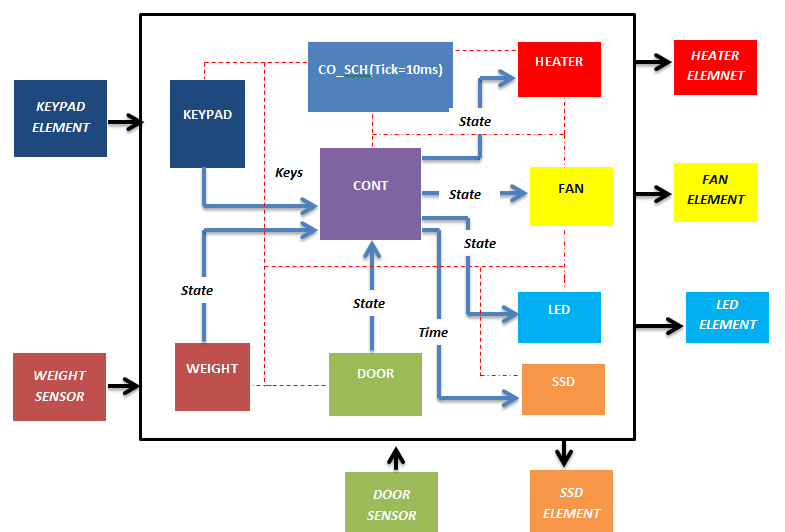 CO_SCH(Tick=10ms)
HEATER
HEATER
ELEMNET
KEYPAD
ELEMENT
KEYPAD
State
Keys
CONT
State
FAN
FAN
ELEMENT
State
State
State
LED
LED
ELEMENT
Time
WEIGHT
SENSOR
WEIGHT
DOOR
SSD
DOOR
SENSOR
SSD
ELEMENT